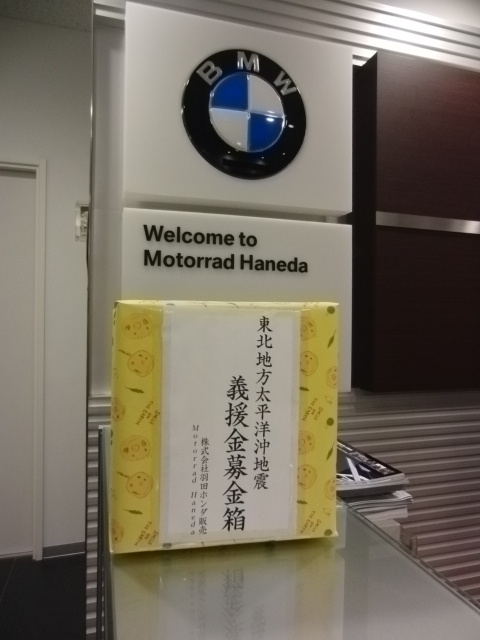 BMW
Welcome to
Motorrad Haneda
東北地方太平洋沖地震
義援金募金箱
株式会社羽田ホンダ販売
Motorrad Haneda